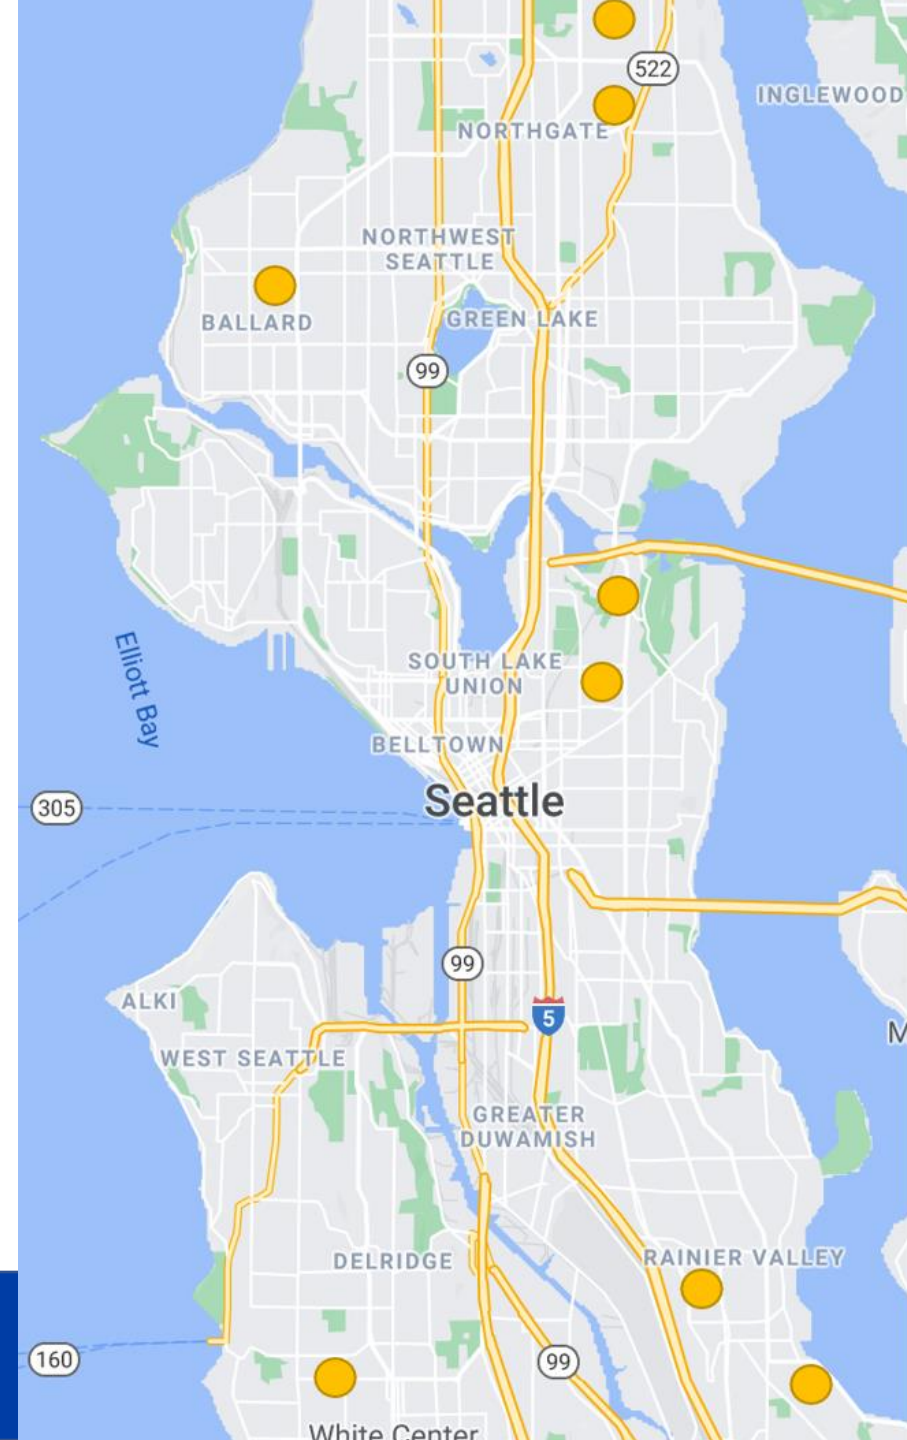 522
INGLEWOOD
NORTHGATE
NORTHWEST
SEATTLE
BALLARD
GREEN LAKE
99
Elliott Bay
SOUTH LAKE
UNION
BELLTOWN
Seattle
305
99
ALKI
5
M
WEST SEATTLE
GREATER
DUWAMISH
DELRIDGE
RAINIER VALLEY
160
99
White Center